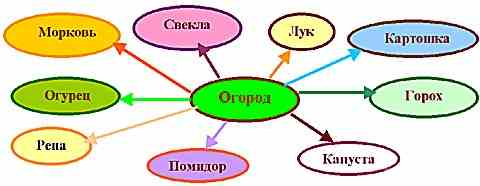 Морковь
Свекла
Лук
Картошка
Огурец
Огород
Горох
Репа
Помидор
Капуста